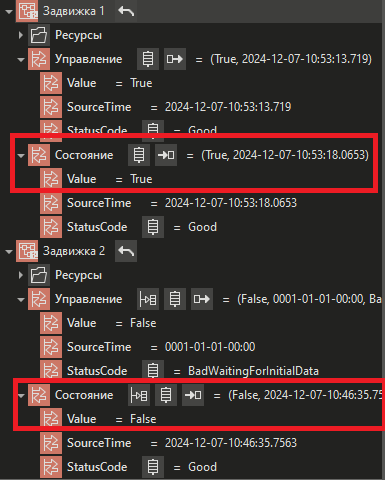 Задвижка 1
Ресурсы
Управление = (True, 2024-12-07-10:53:13.719)
Value = True
SourceTime = 2024-12-07-10:53:13.719
StatusCode = Good
Состояние = (True, 2024-12-07-10:53:18.0653)
Value = True
SourceTime = 2024-12-07-10:53:18.0653
StatusCode = Good
Задвижка 2
Ресурсы
Управление = (False, 0001-01-01-00:00, Ba
Value = False
SourceTime = 0001-01-01-00:00
StatusCode = BadWaitingForInitialData
Состояние = (False, 2024-12-07-10:46:35.75
Value = False
SourceTime = 2024-12-07-10:46:35.7563
StatusCode = Good